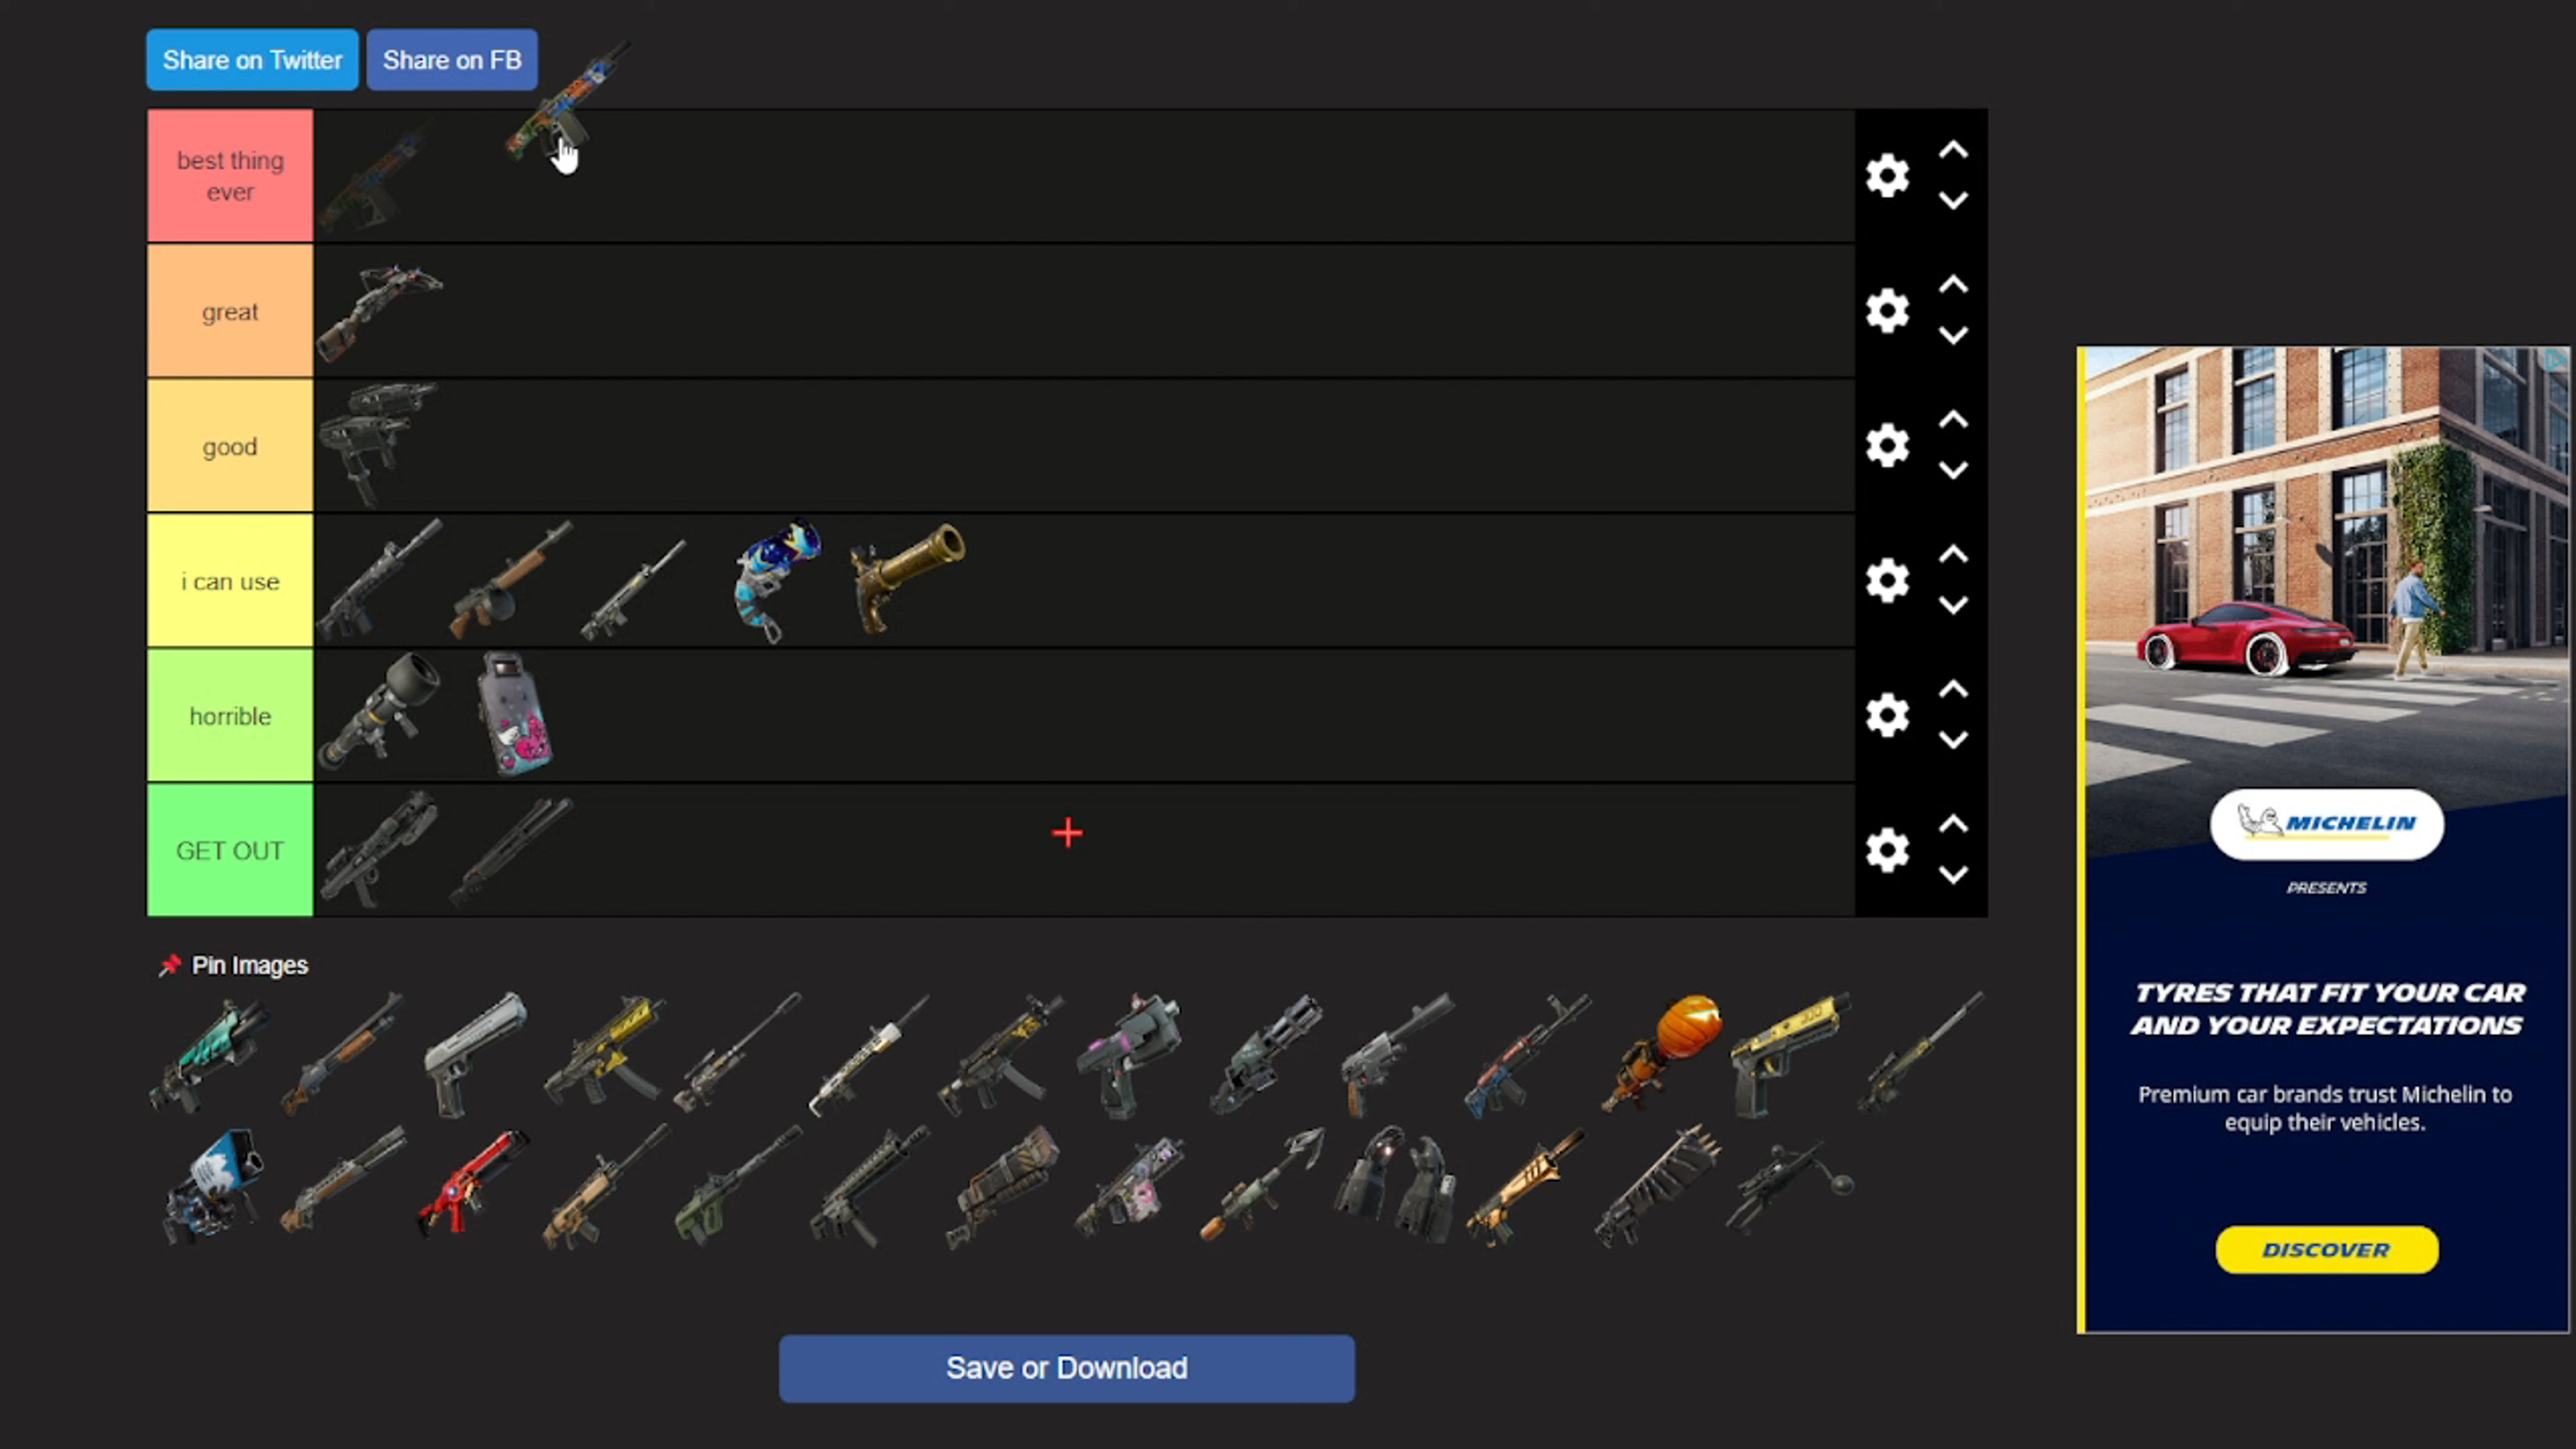 Share on Twitter
Share on FB
best thing
ever
great
good
i can use
horrible
GET OUT
Pin Images
Save or Download
MICHELIN
PRESENTS
TYRES THAT FIT YOUR CAR
AND YOUR EXPECTATIONS
Premium car brands trust Michelin to
equip their vehicles.
DISCOVER